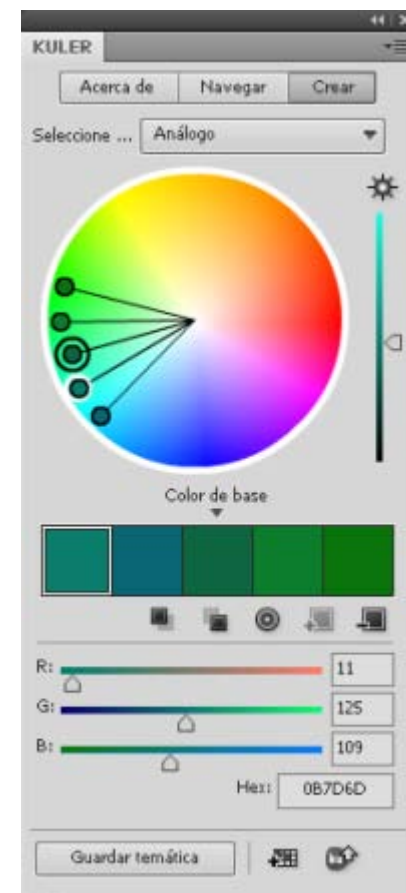 KULER
Acerca de Navegar Crear
Seleccione ... Análogo
Color de base
R: 11
G: 125
B: 109
Hex: 0B7D6D
Guardar temática